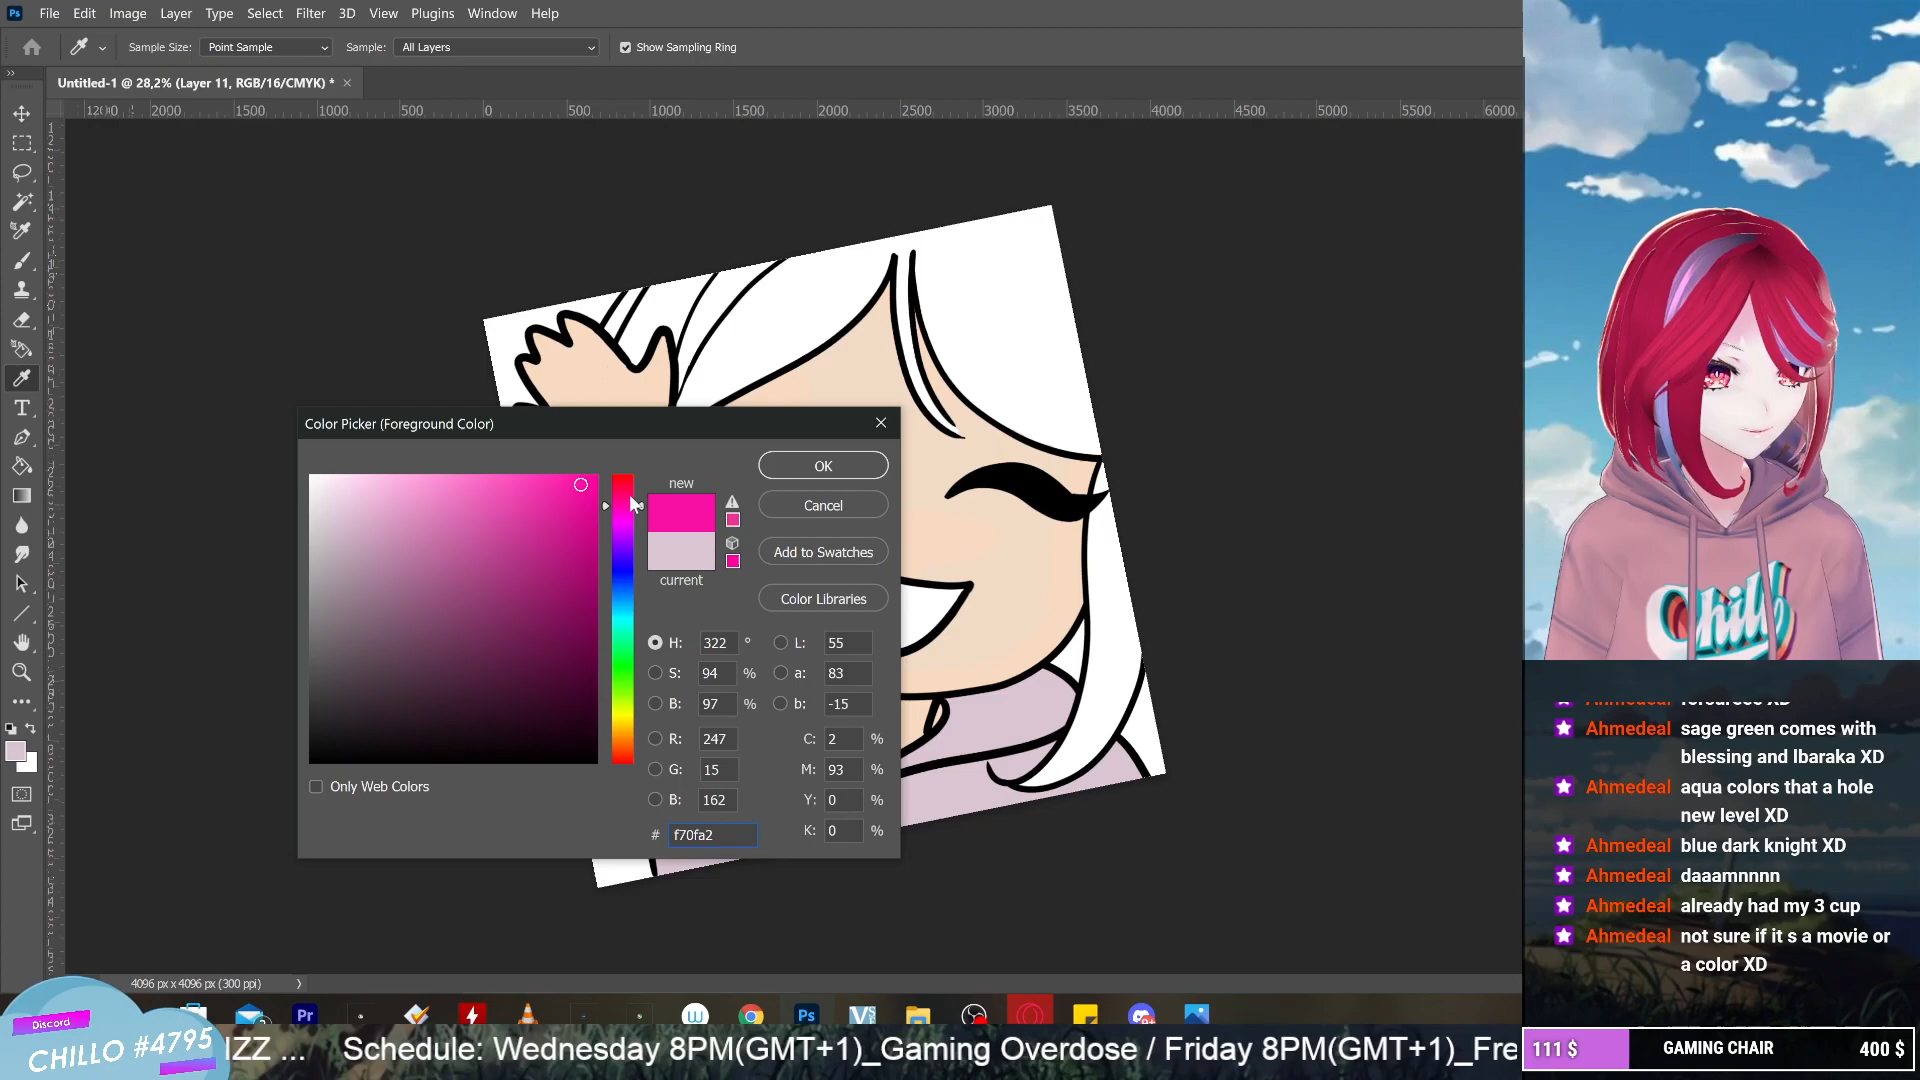 File Edit Image Layer Type Select Filter 3D View Plugins Window Help
Sample Size: Point Sample Sample: All Layers Show Sampling Ring
Untitled-1 @ 28,2% (Layer 11, RGB/16/CMYK) *
2000 1500 1000 500 0 500 1000 1500 2000 2500 3000 3500 4000 4500 5000 5500 6000
Color Picker (Foreground Color)
new
current
OK
Cancel
Add to Swatches
Color Libraries
H: 322 ° L: 55
S: 94 % a: 83
B: 97 % b: -15
R: 247 C: 2 %
G: 15 M: 93 %
B: 162 Y: 0 %
# f70fa2 K: 0 %
Only Web Colors
4096 px x 4096 px (300 ppi)
Chill
Ahmedeal sage green comes with
blessing and Ibaraka XD
Ahmedeal aqua colors that a hole
new level XD
Ahmedeal blue dark knight XD
Ahmedeal daaamnnnn
Ahmedeal already had my 3 cup
Ahmedeal not sure if it s a movie or
a color XD
Pr
Ps
Discord
CHILLO #4795
IZZ ... Schedule: Wednesday 8PM(GMT+1)_Gaming Overdose / Friday 8PM(GMT+1)_Fre
111 $ GAMING CHAIR 400 $